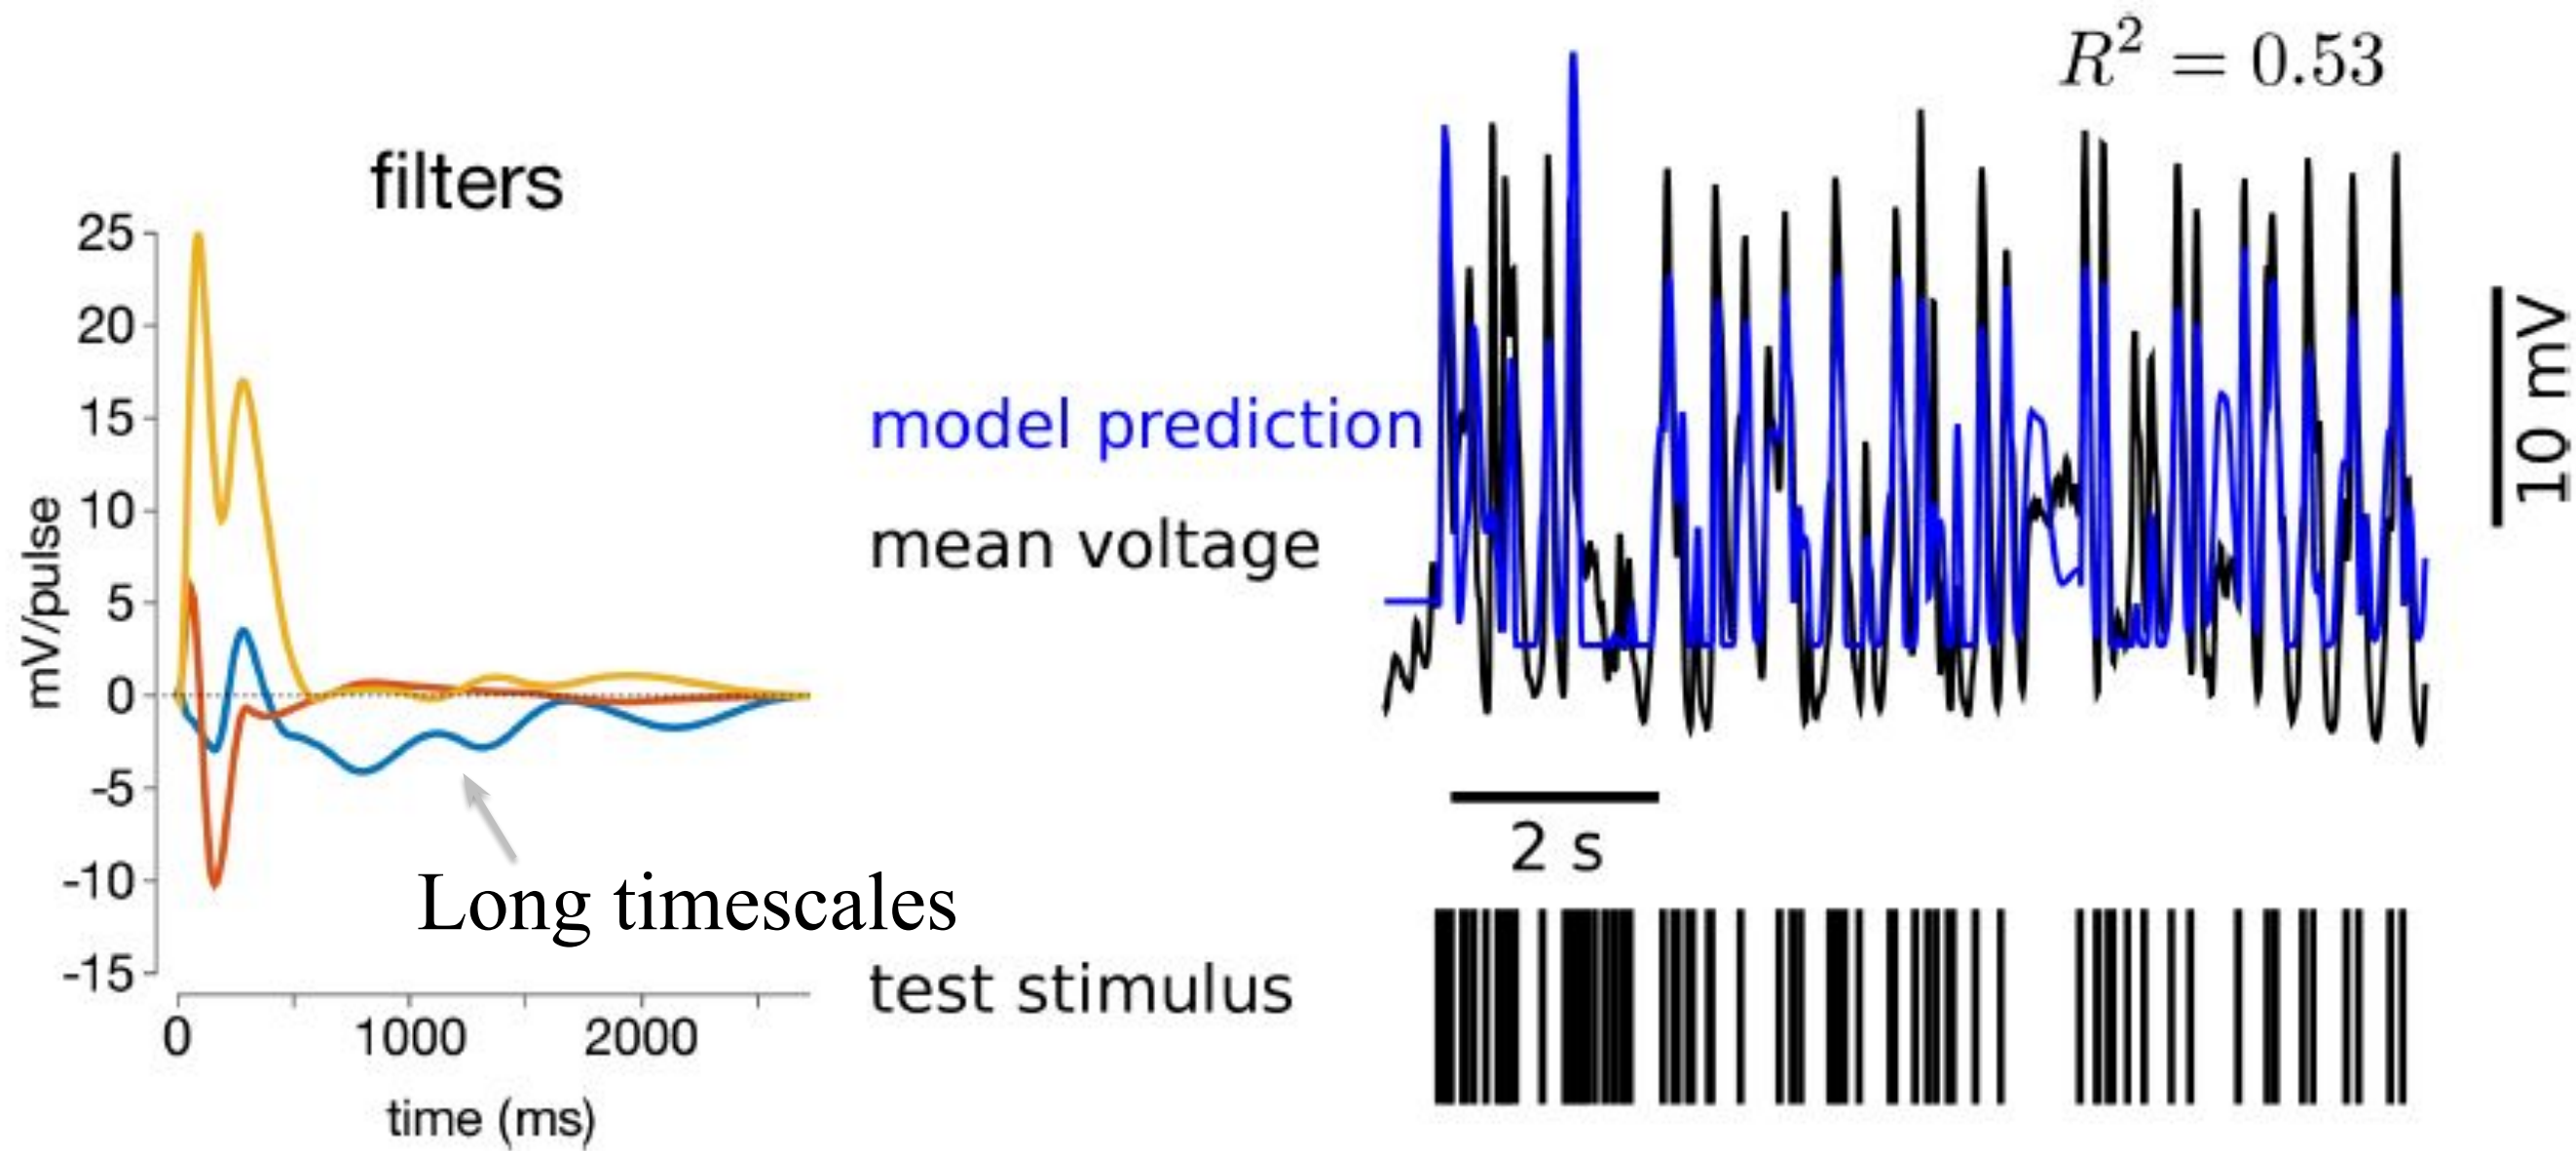 filters
25
20
15
10
5
0
-5
-10
-15
mV/pulse
0
1000
2000
time (ms)
Long timescales
R² = 0.53
model prediction
mean voltage
10 mV
2 s
test stimulus